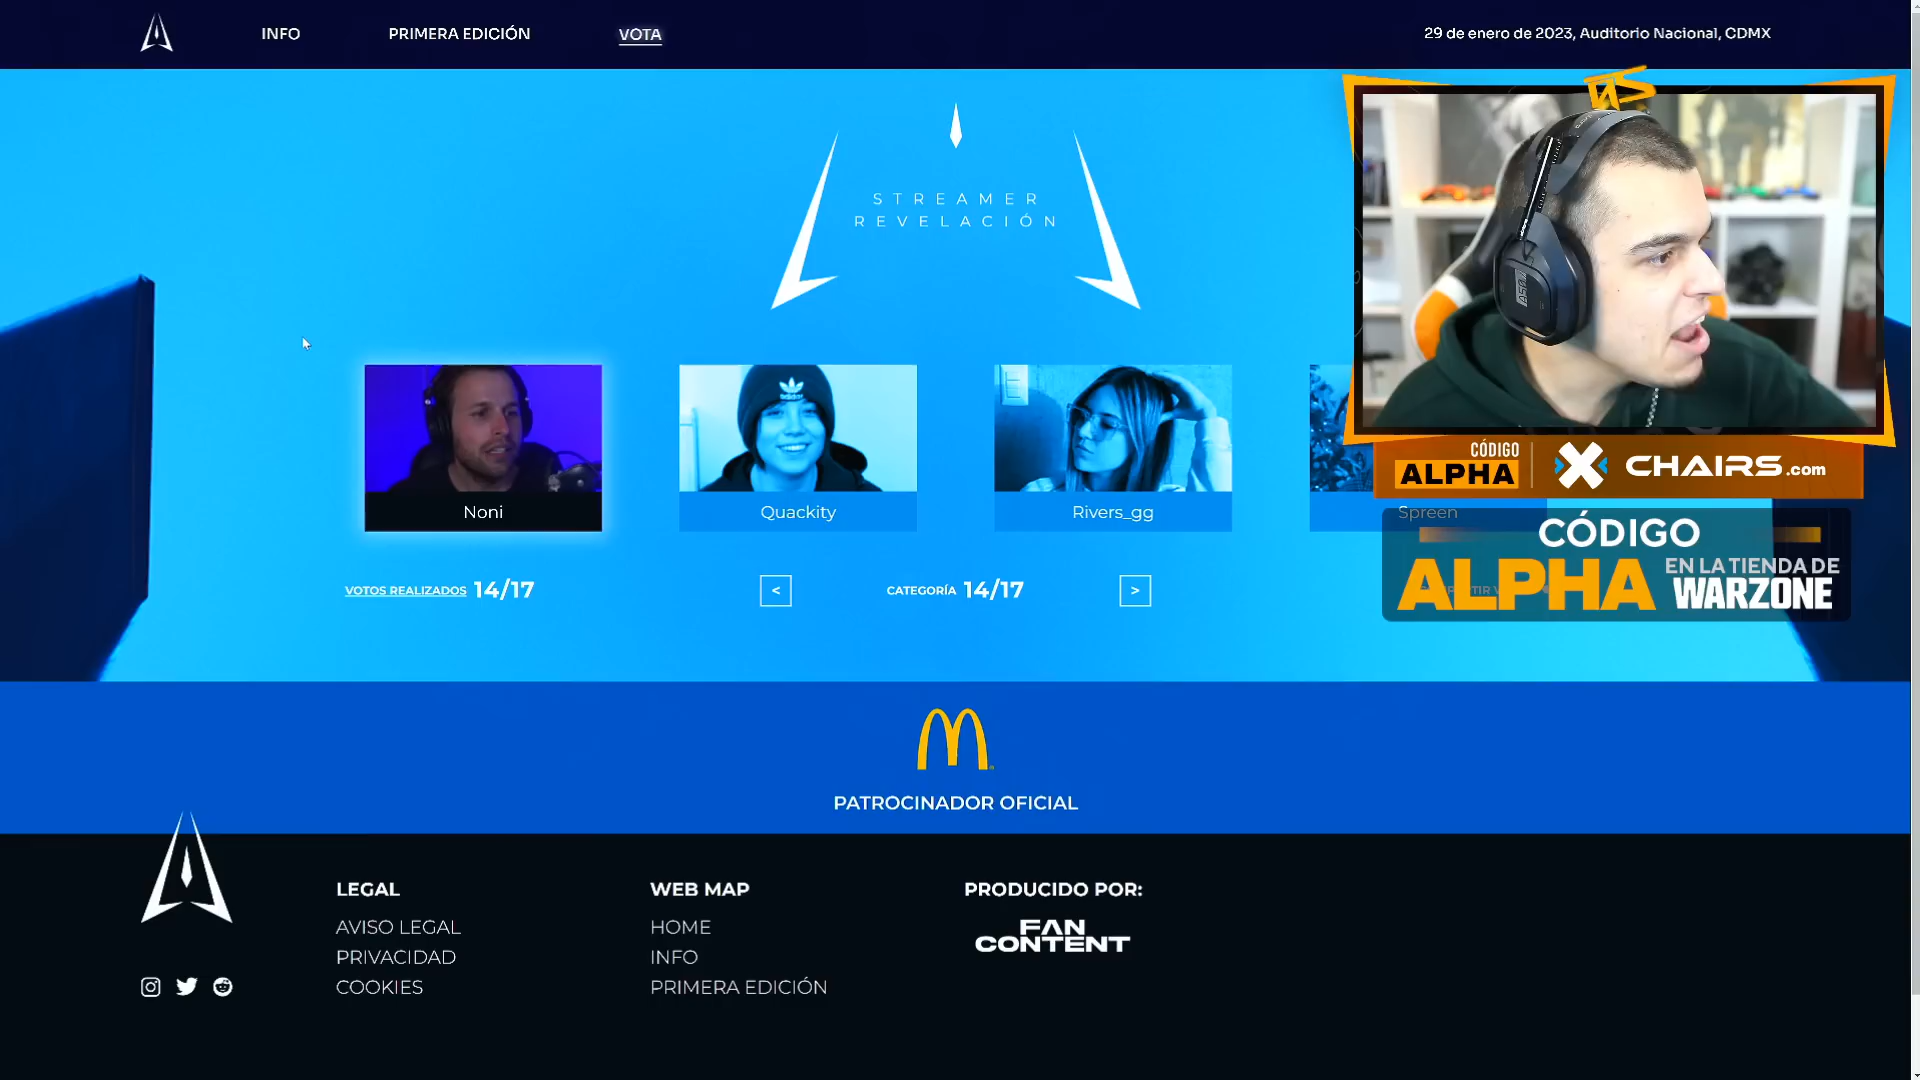 INFO
PRIMERA EDICIÓN
VOTA
29 de enero de 2023, Auditorio Nacional, CDMX
STREAMER
REVELACIÓN
A50
adidas
Noni
Quackity
Rivers_gg
Spreen
CÓDIGO
ALPHA
CHAIRS.com
CÓDIGO
ALPHA
EN LA TIENDA DE
WARZONE
VOTOS REALIZADOS 14/17
<
CATEGORÍA 14/17
>
PATROCINADOR OFICIAL
LEGAL
AVISO LEGAL
PRIVACIDAD
COOKIES
WEB MAP
HOME
INFO
PRIMERA EDICIÓN
PRODUCIDO POR:
FAN
CONTENT